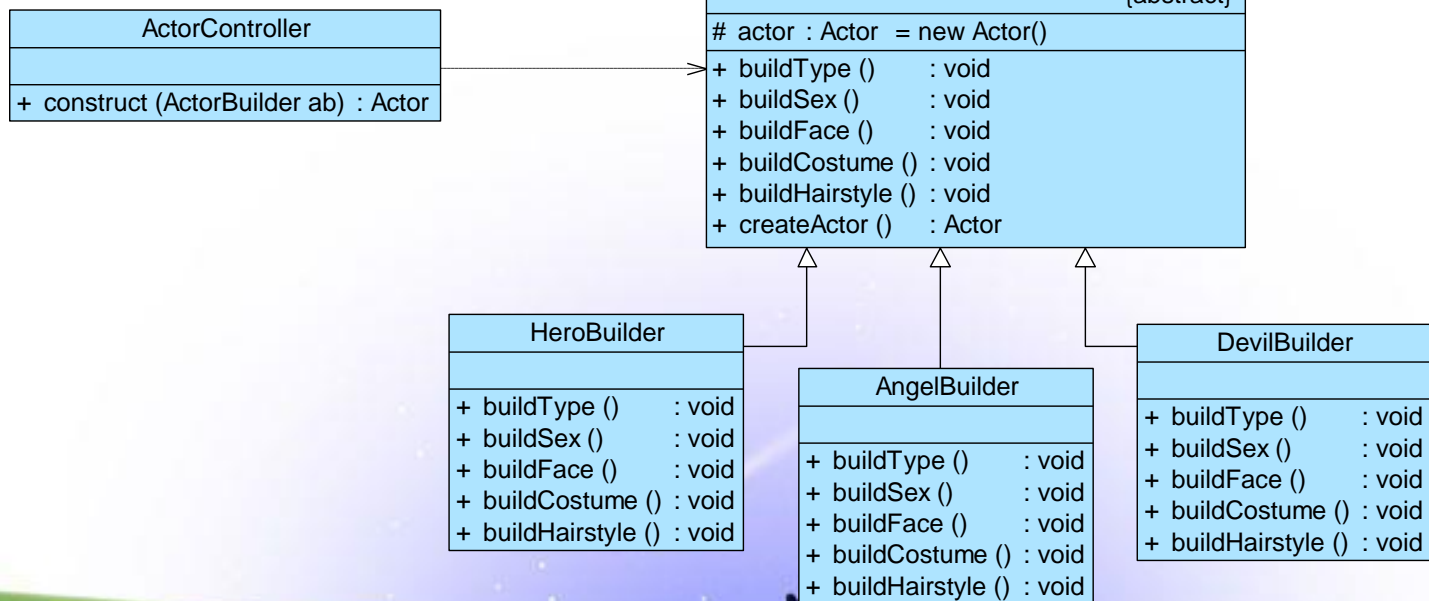 {abstract}
ActorController
+ construct (ActorBuilder ab) : Actor
# actor : Actor = new Actor()
+ buildType () : void
+ buildSex () : void
+ buildFace () : void
+ buildCostume () : void
+ buildHairstyle () : void
+ createActor () : Actor
HeroBuilder
+ buildType () : void
+ buildSex () : void
+ buildFace () : void
+ buildCostume () : void
+ buildHairstyle () : void
AngelBuilder
+ buildType () : void
+ buildSex () : void
+ buildFace () : void
+ buildCostume () : void
+ buildHairstyle () : void
DevilBuilder
+ buildType () : void
+ buildSex () : void
+ buildFace () : void
+ buildCostume () : void
+ buildHairstyle () : void